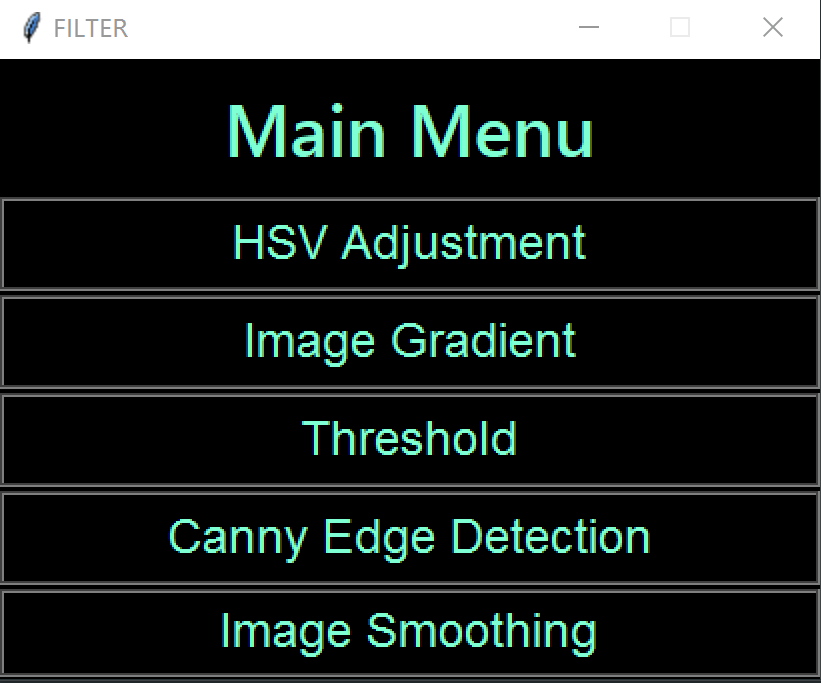 FILTER
Main Menu
HSV Adjustment
Image Gradient
Threshold
Canny Edge Detection
Image Smoothing